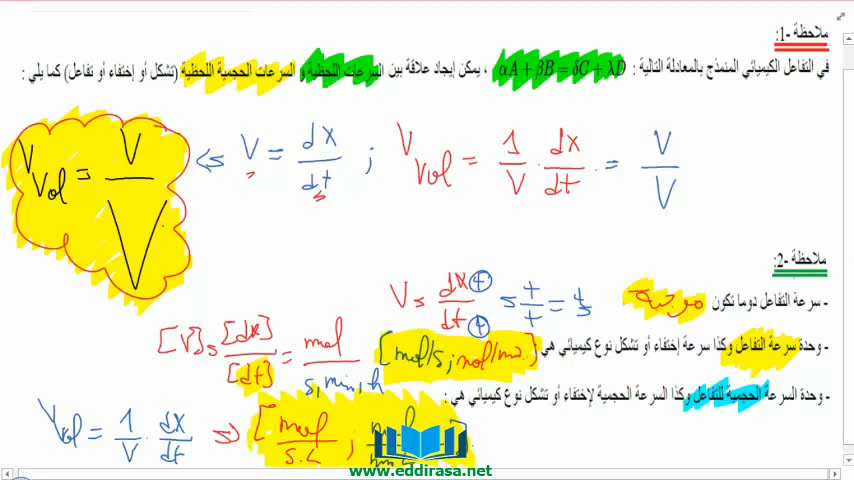 ملاحظة -1:
في التفاعل الكيميائي المنمذج بالمعادلة التالية : αA + βB = δC + λD ، يمكن إيجاد علاقة بين السرعات اللحظية و السرعات الحجمية اللحظية (تشكل أو إختفاء أو تفاعل) كما يلي :
V Vol = V / V ⇐ V = dx / dt ; V Vol = 1/V · dx/dt = V / V
ملاحظة -2:
- سرعة التفاعل دوما تكون موجبة
V = dx / dt = + / + = +
- وحدة سرعة التفاعل وكذا سرعة إختفاء أو تشكل نوع كيميائي هي [mol/s ; mol/mn..]
[V] = [dx] / [dt] = mol / s, min, h
- وحدة السرعة الحجمية للتفاعل وكذا السرعة الحجمية لإختفاء أو تشكل نوع كيميائي هي :
V Vol = 1/V · dx/dt ⇒ [mol / s.L ;
www.eddirasa.net